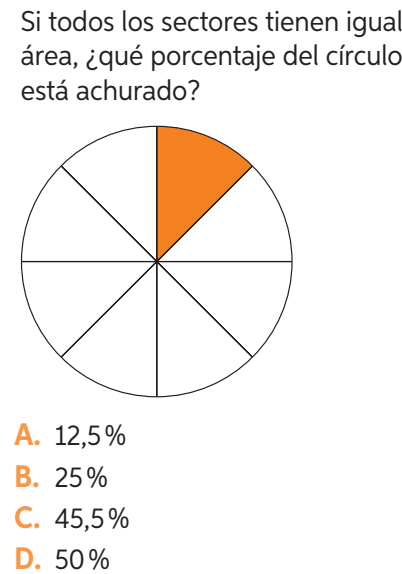 Si todos los sectores tienen igual
área, ¿qué porcentaje del círculo
está achurado?
A. 12,5 %
B. 25 %
C. 45,5 %
D. 50 %